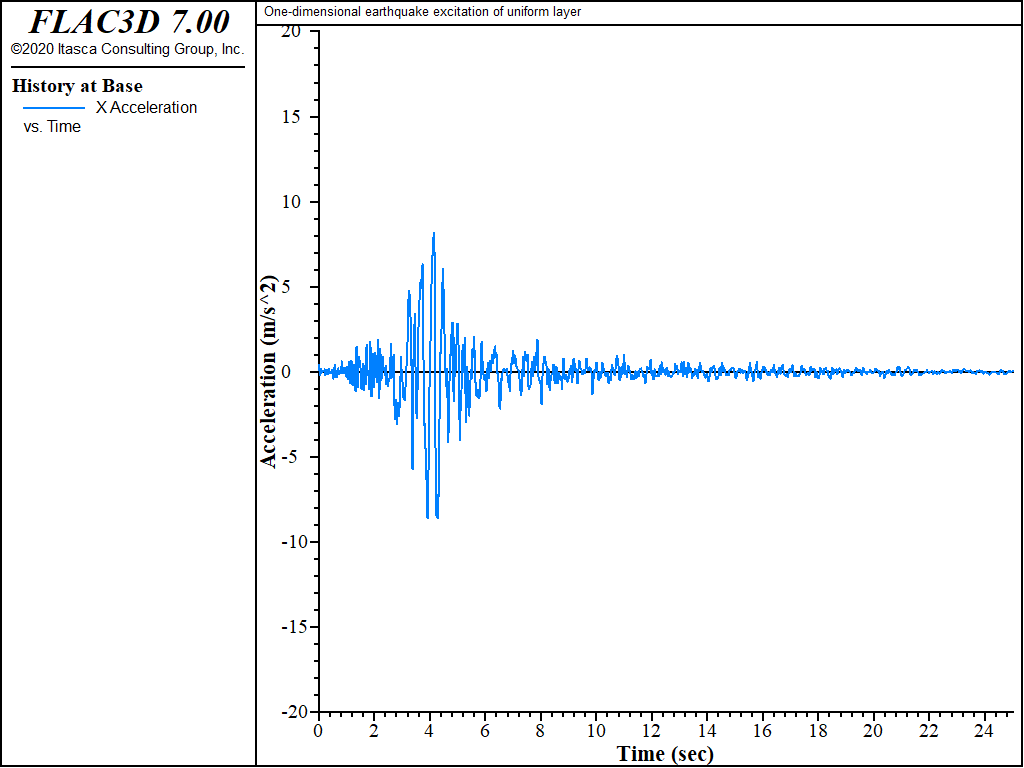 FLAC3D 7.00
©2020 Itasca Consulting Group, Inc.
History at Base
X Acceleration
vs. Time
One-dimensional earthquake excitation of uniform layer
Acceleration (m/s^2)
20
15
10
5
0
-5
-10
-15
-20
0 2 4 6 8 10 12 14 16 18 20 22 24
Time (sec)